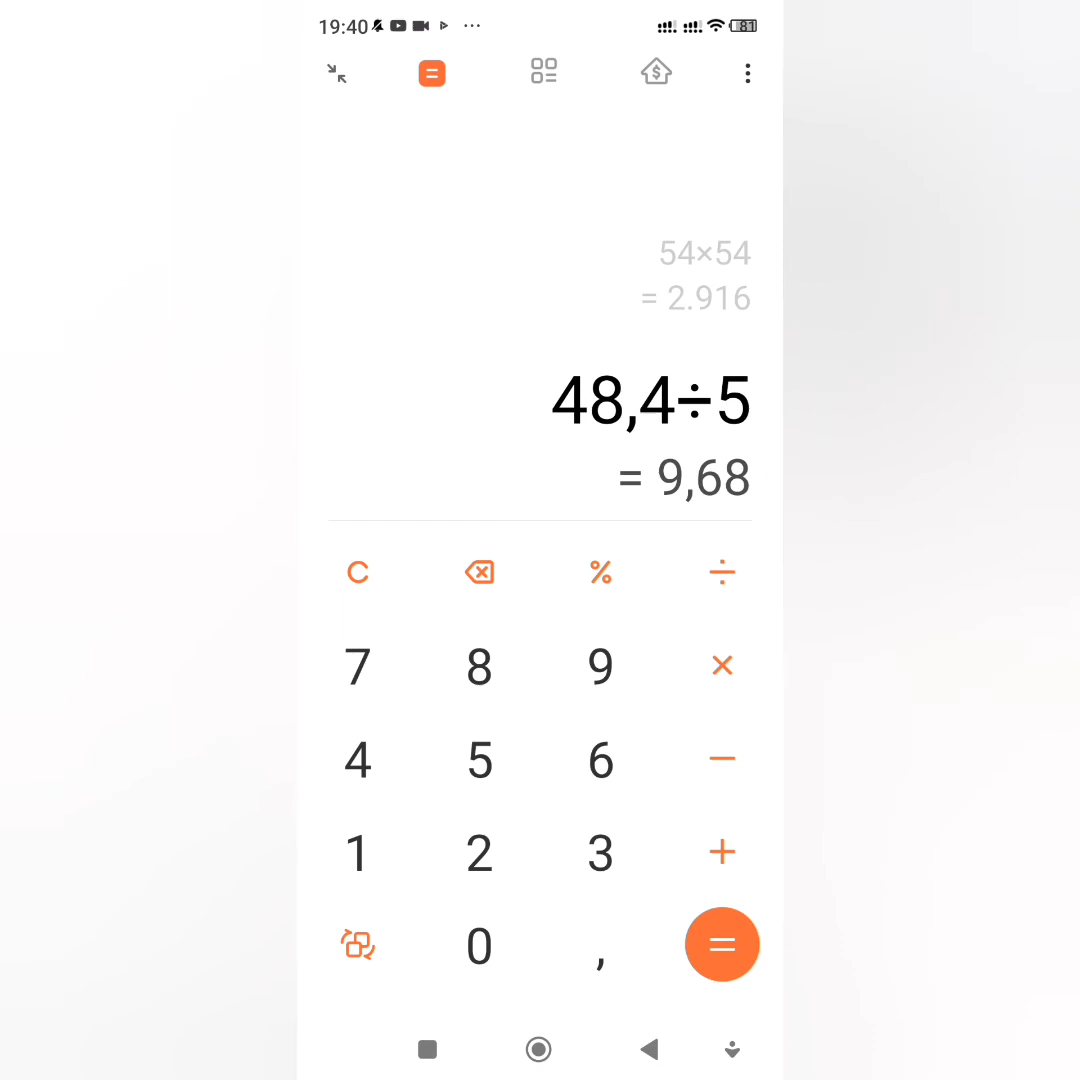 19:40 81
54×54
= 2.916
48,4÷5
= 9,68
C % ÷
7 8 9 ×
4 5 6 −
1 2 3 +
0 , =